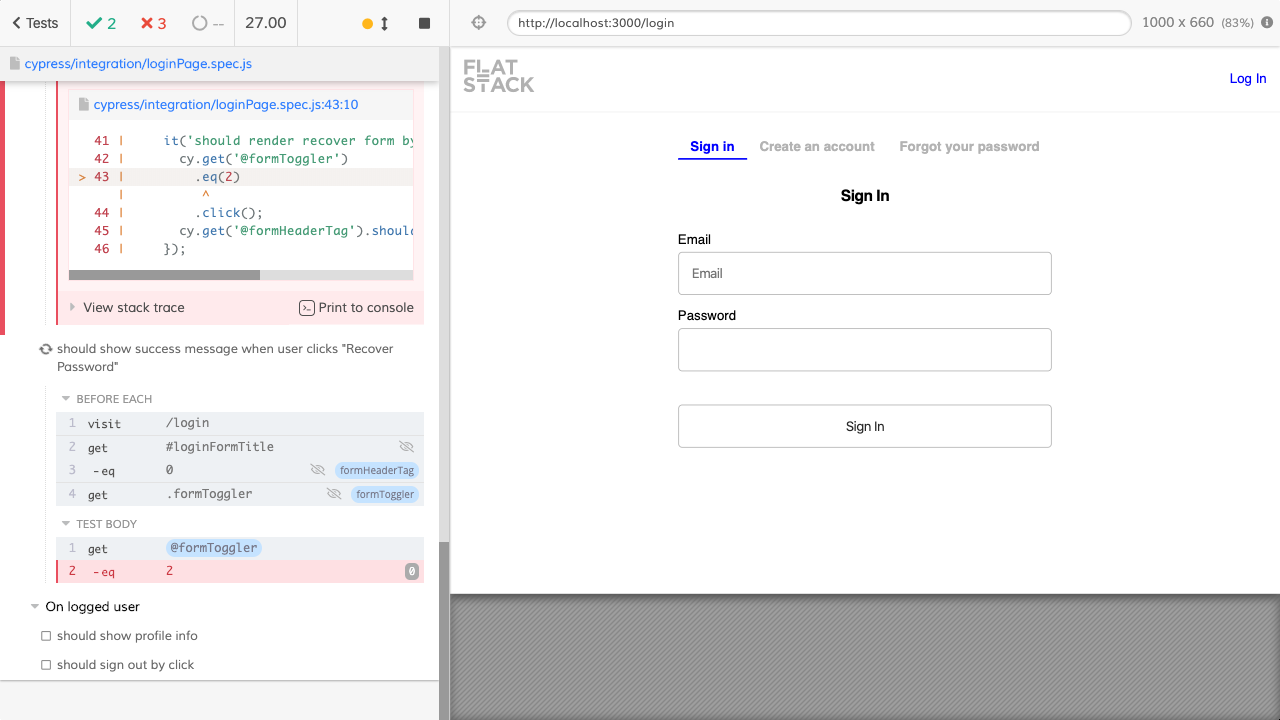 Tests 2 3 -- 27.00
cypress/integration/loginPage.spec.js
cypress/integration/loginPage.spec.js:43:10
41 | it('should render recover form by
42 | cy.get('@formToggler')
> 43 | .eq(2)
| ^
44 | .click();
45 | cy.get('@formHeaderTag').should
46 | });
View stack trace Print to console
should show success message when user clicks "Recover
Password"
BEFORE EACH
1 visit /login
2 get #loginFormTitle
3 -eq 0 formHeaderTag
4 get .formToggler formToggler
TEST BODY
1 get @formToggler
2 -eq 2 0
On logged user
should show profile info
should sign out by click
http://localhost:3000/login 1000 x 660 (83%)
FLAT
STACK
Log In
Sign in Create an account Forgot your password
Sign In
Email
Email
Password
Sign In